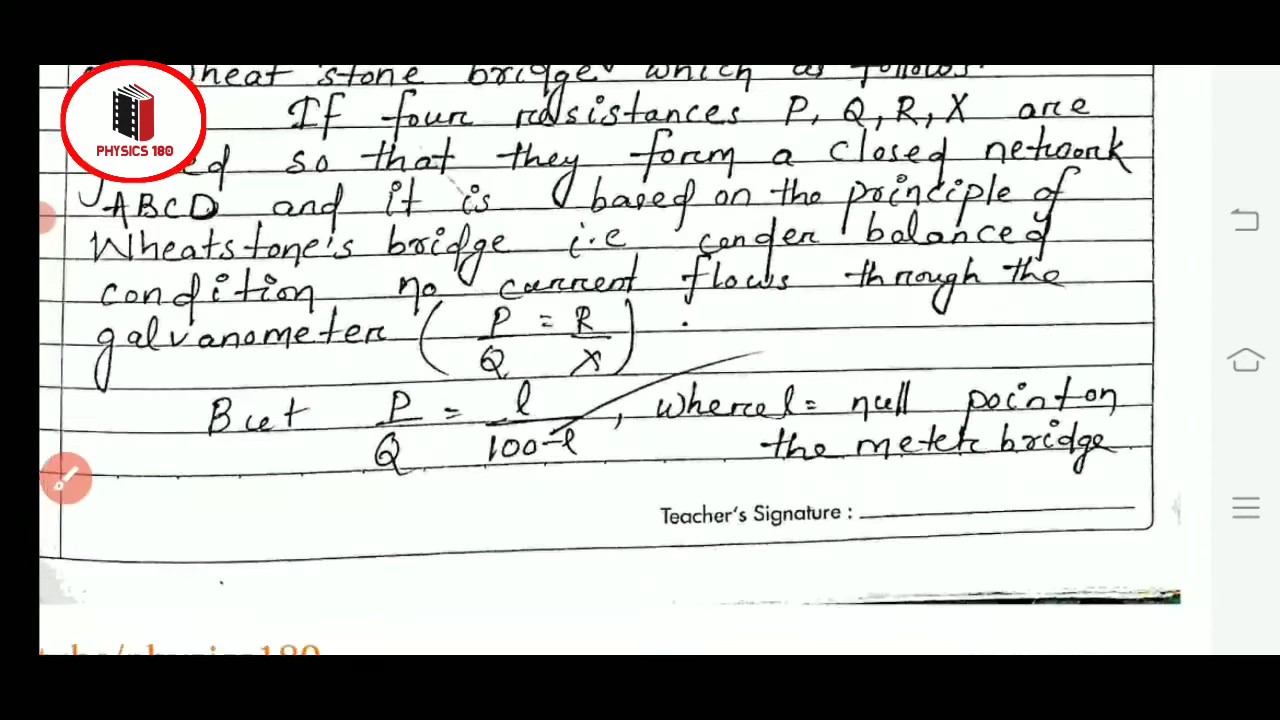 heat stone bridge which as follows.
If four resistances P, Q, R, X are
PHYSICS 180
so that they form a closed network
ABCD and it is based on the principle of
Wheatstone's bridge i.e under balanced
condition no current flows through the
galvanometer ( P/Q = R/X ) .
But P/Q = l/100-l , where l = null point on
the meter bridge
Teacher's Signature :
physics180